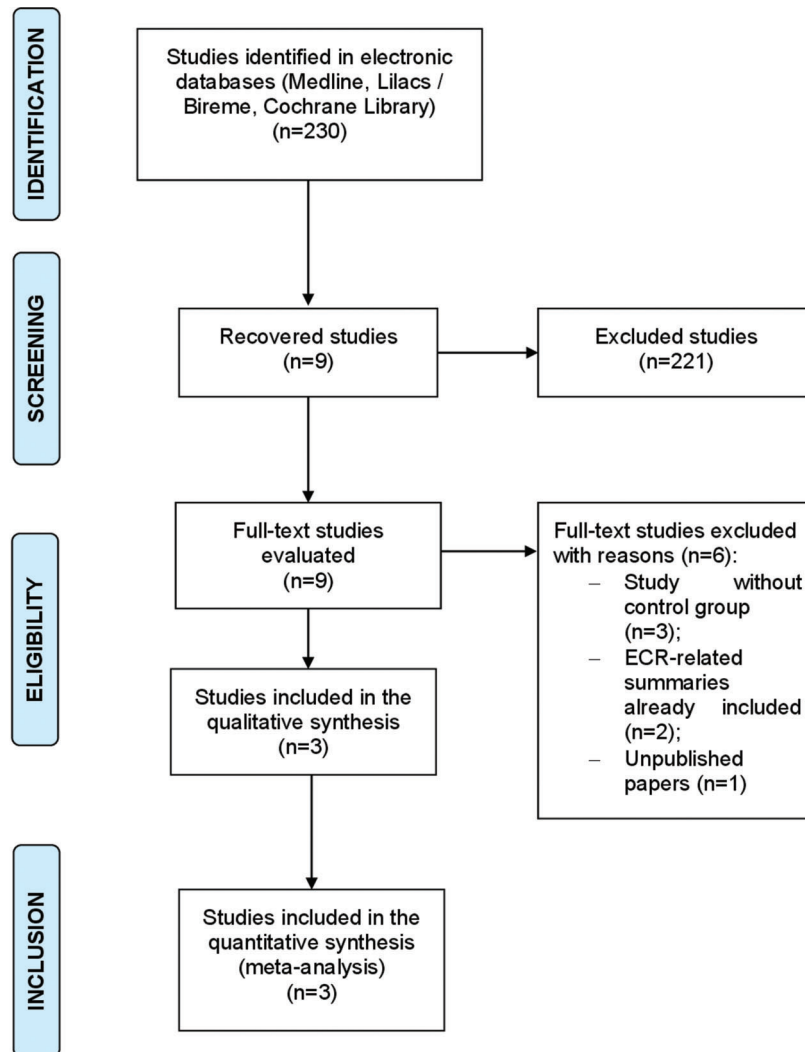 IDENTIFICATION
Studies identified in electronic
databases (Medline, Lilacs /
Bireme, Cochrane Library)
(n=230)
SCREENING
Recovered studies
(n=9)
Excluded studies
(n=221)
ELIGIBILITY
Full-text studies
evaluated
(n=9)
Full-text studies excluded
with reasons (n=6):
– Study without
control group
(n=3);
– ECR-related
summaries
already included
(n=2);
– Unpublished
papers (n=1)
Studies included in the
qualitative synthesis
(n=3)
INCLUSION
Studies included in the
quantitative synthesis
(meta-analysis)
(n=3)